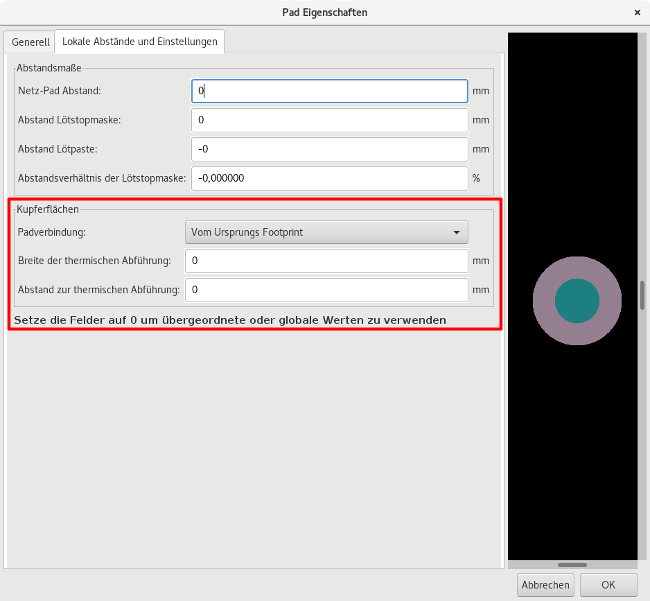 Pad Eigenschaften ×
Generell Lokale Abstände und Einstellungen
Abstandsmaße
Netz-Pad Abstand: 0 mm
Abstand Lötstopmaske: 0 mm
Abstand Lötpaste: -0 mm
Abstandsverhältnis der Lötstopmaske: -0,000000 %
Kupferflächen
Padverbindung: Vom Ursprungs Footprint
Breite der thermischen Abführung: 0 mm
Abstand zur thermischen Abführung: 0 mm
Setze die Felder auf 0 um übergeordnete oder globale Werten zu verwenden
Abbrechen OK